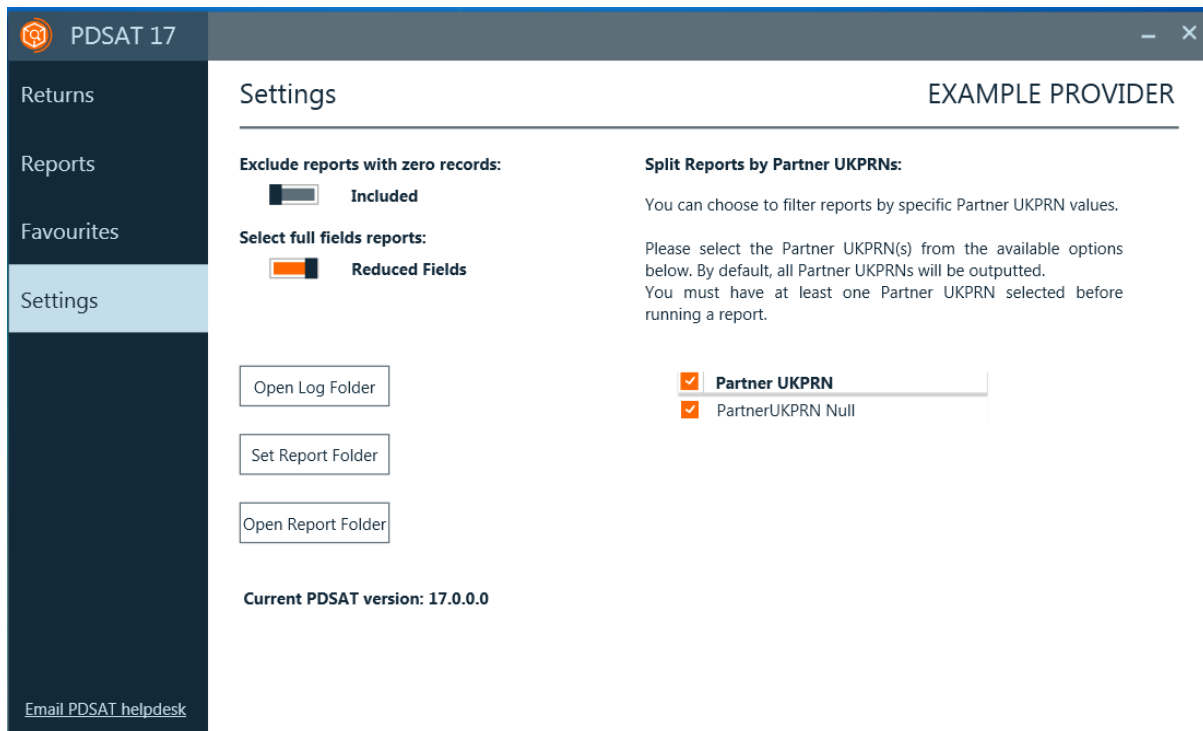 PDSAT 17
Returns
Reports
Favourites
Settings
Email PDSAT helpdesk
Settings
EXAMPLE PROVIDER
Exclude reports with zero records:
Included
Select full fields reports:
Reduced Fields
Open Log Folder
Set Report Folder
Open Report Folder
Current PDSAT version: 17.0.0.0
Split Reports by Partner UKPRNs:
You can choose to filter reports by specific Partner UKPRN values.
Please select the Partner UKPRN(s) from the available options
below. By default, all Partner UKPRNs will be outputted.
You must have at least one Partner UKPRN selected before
running a report.
Partner UKPRN
PartnerUKPRN Null